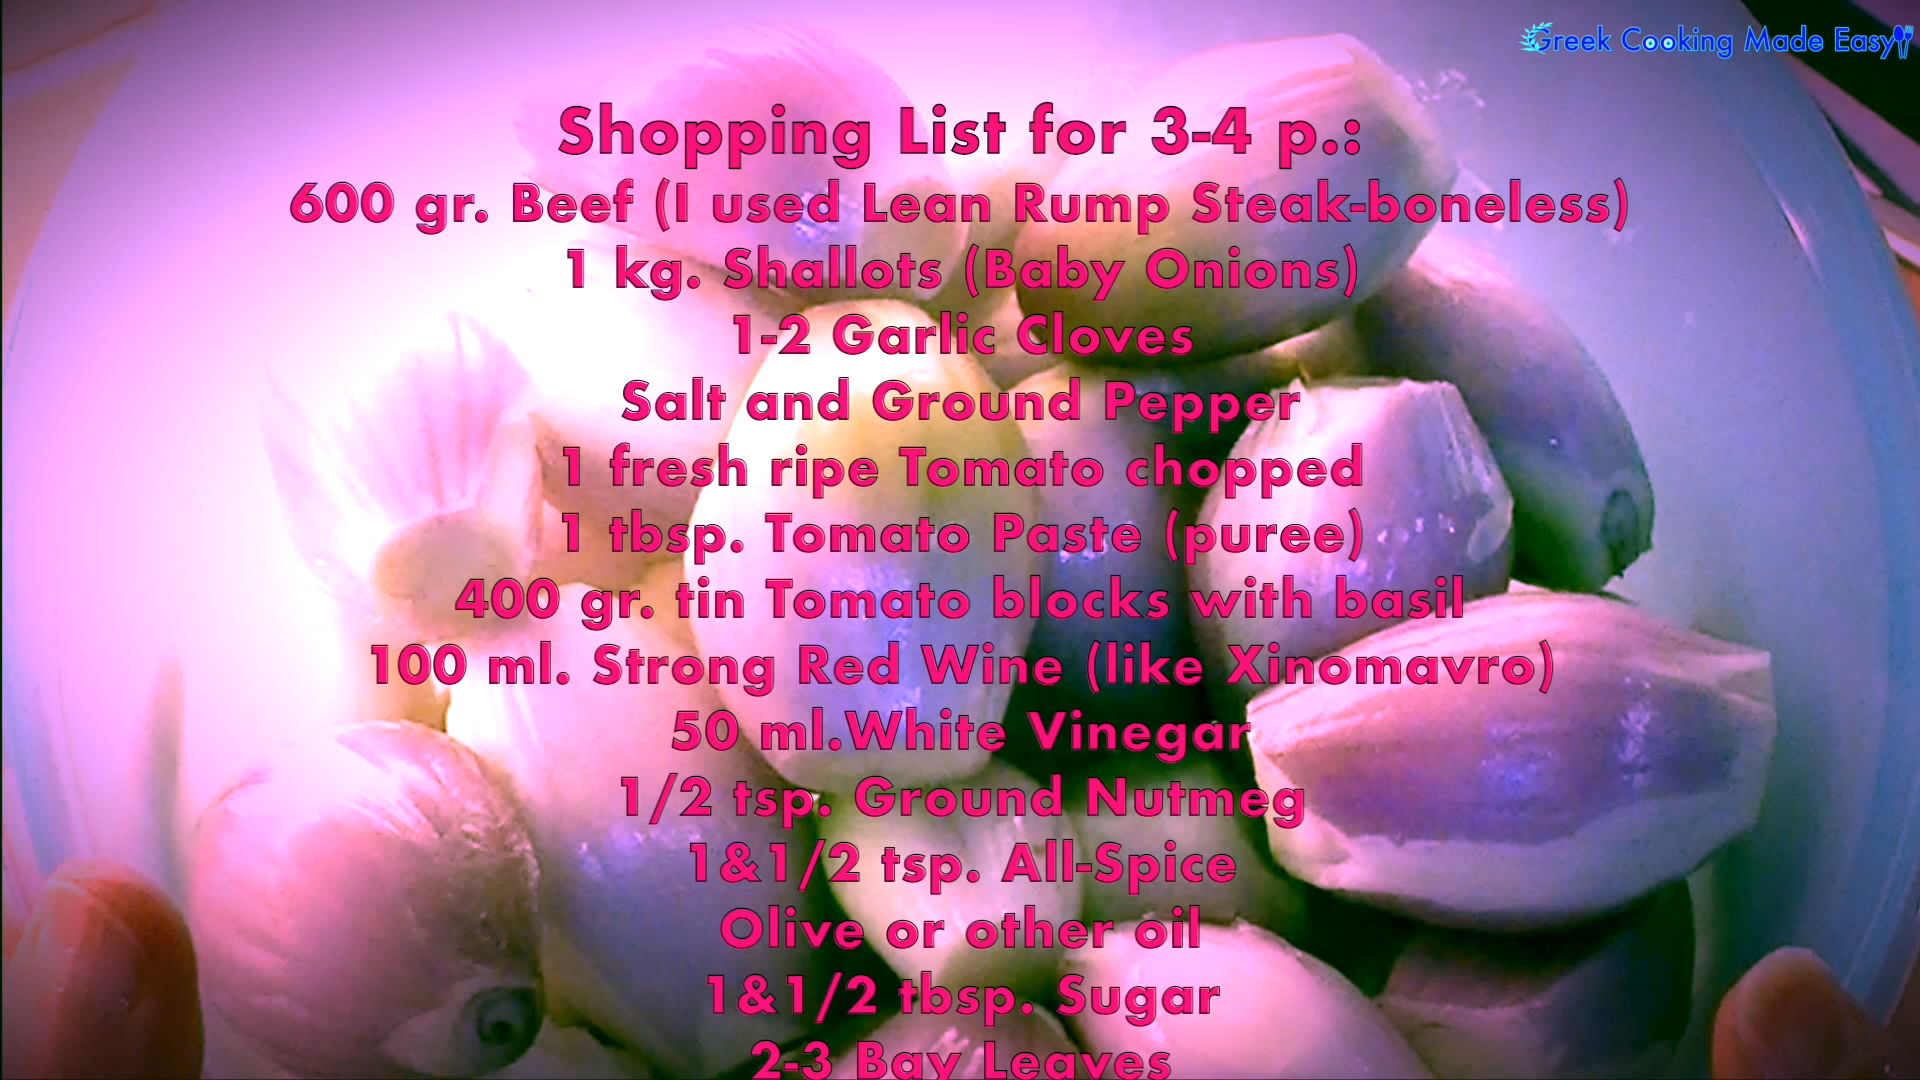 Greek Cooking Made Easy
Shopping List for 3-4 p.:
600 gr. Beef (I used Lean Rump Steak-boneless)
1 kg. Shallots (Baby Onions)
1-2 Garlic Cloves
Salt and Ground Pepper
1 fresh ripe Tomato chopped
1 tbsp. Tomato Paste (puree)
400 gr. tin Tomato blocks with basil
100 ml. Strong Red Wine (like Xinomavro)
50 ml.White Vinegar
1/2 tsp. Ground Nutmeg
1&1/2 tsp. All-Spice
Olive or other oil
1&1/2 tbsp. Sugar
2-3 Bay Leaves